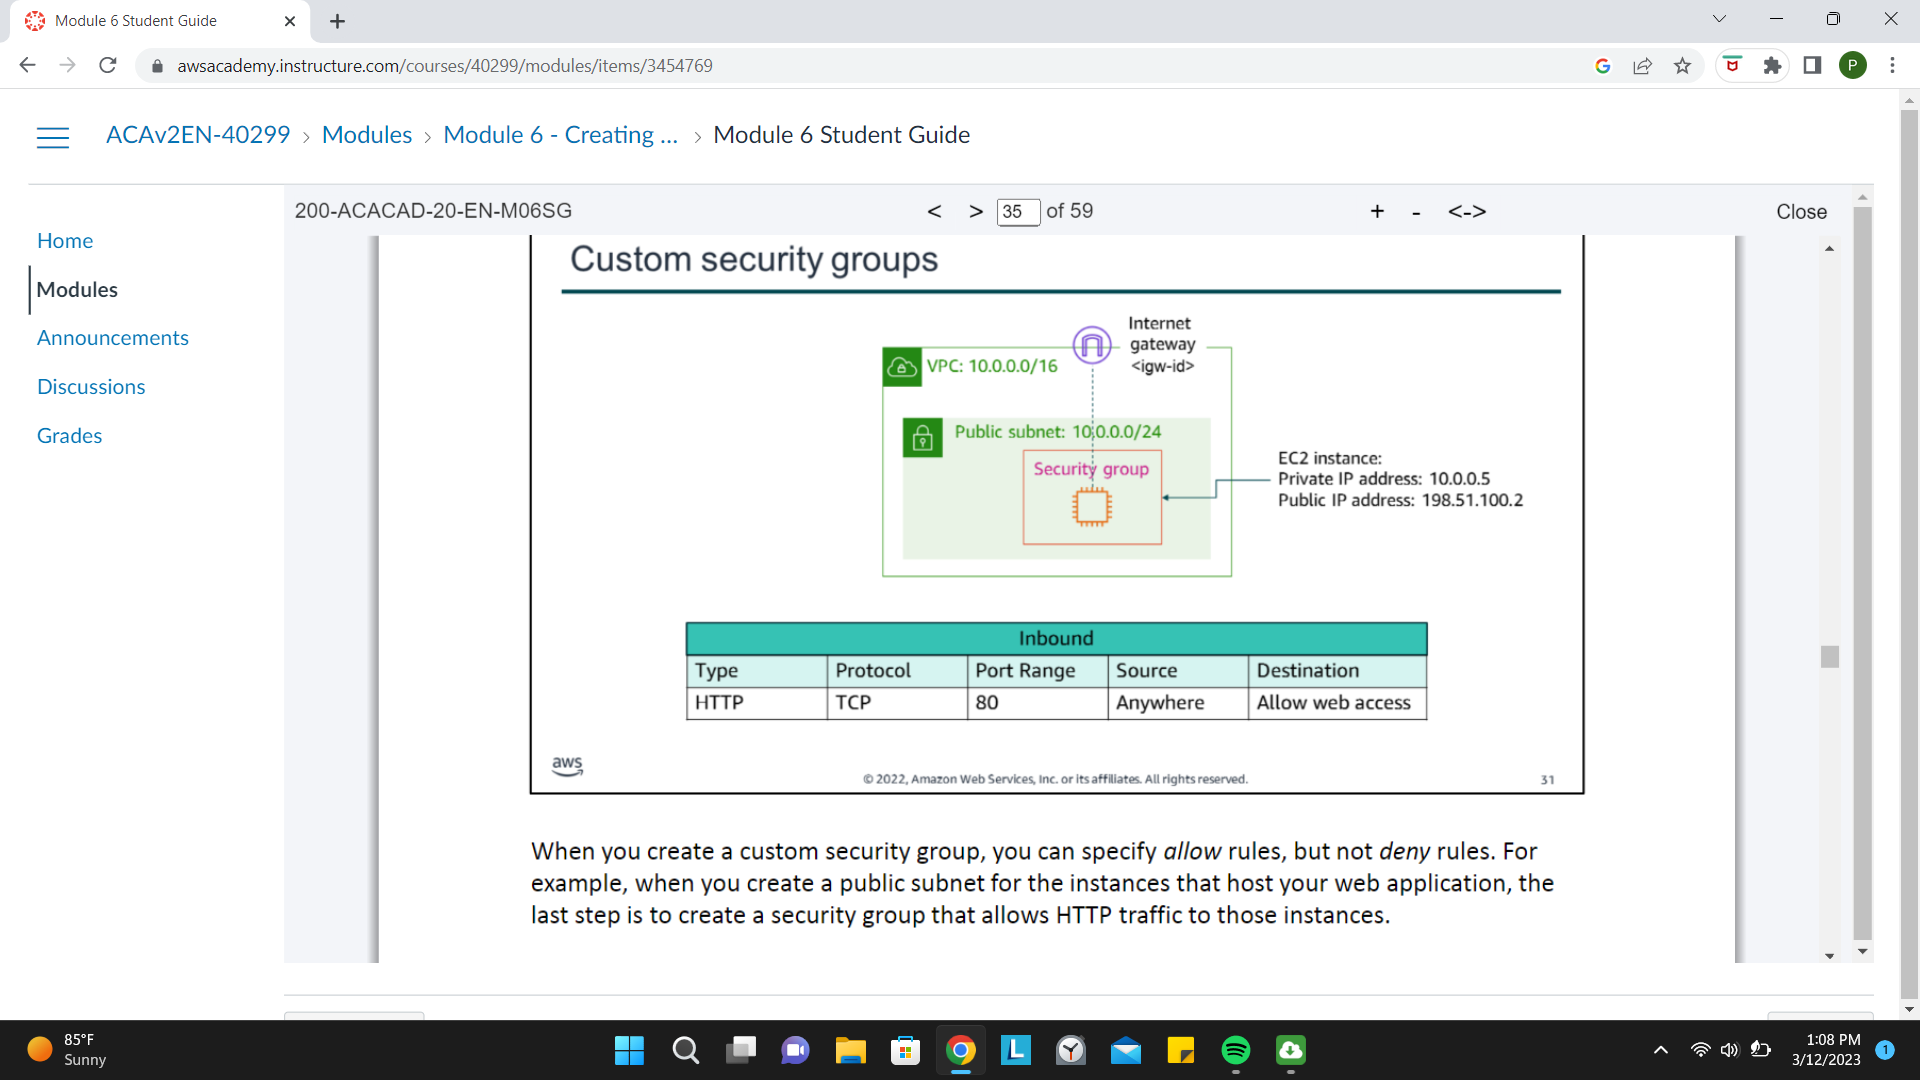 Module 6 Student Guide
awsacademy.instructure.com/courses/40299/modules/items/3454769
P
ACAv2EN-40299 > Modules > Module 6 - Creating ... > Module 6 Student Guide
200-ACACAD-20-EN-M06SG
< > 35 of 59
+ - <->
Close
Home
Modules
Announcements
Discussions
Grades
Custom security groups
Internet
gateway
<igw-id>
VPC: 10.0.0.0/16
Public subnet: 10.0.0.0/24
Security group
EC2 instance:
Private IP address: 10.0.0.5
Public IP address: 198.51.100.2
Inbound
Type Protocol Port Range Source Destination
HTTP TCP 80 Anywhere Allow web access
aws
© 2022, Amazon Web Services, Inc. or its affiliates. All rights reserved.
31
When you create a custom security group, you can specify allow rules, but not deny rules. For
example, when you create a public subnet for the instances that host your web application, the
last step is to create a security group that allows HTTP traffic to those instances.
85°F
Sunny
L
1:08 PM
3/12/2023
1